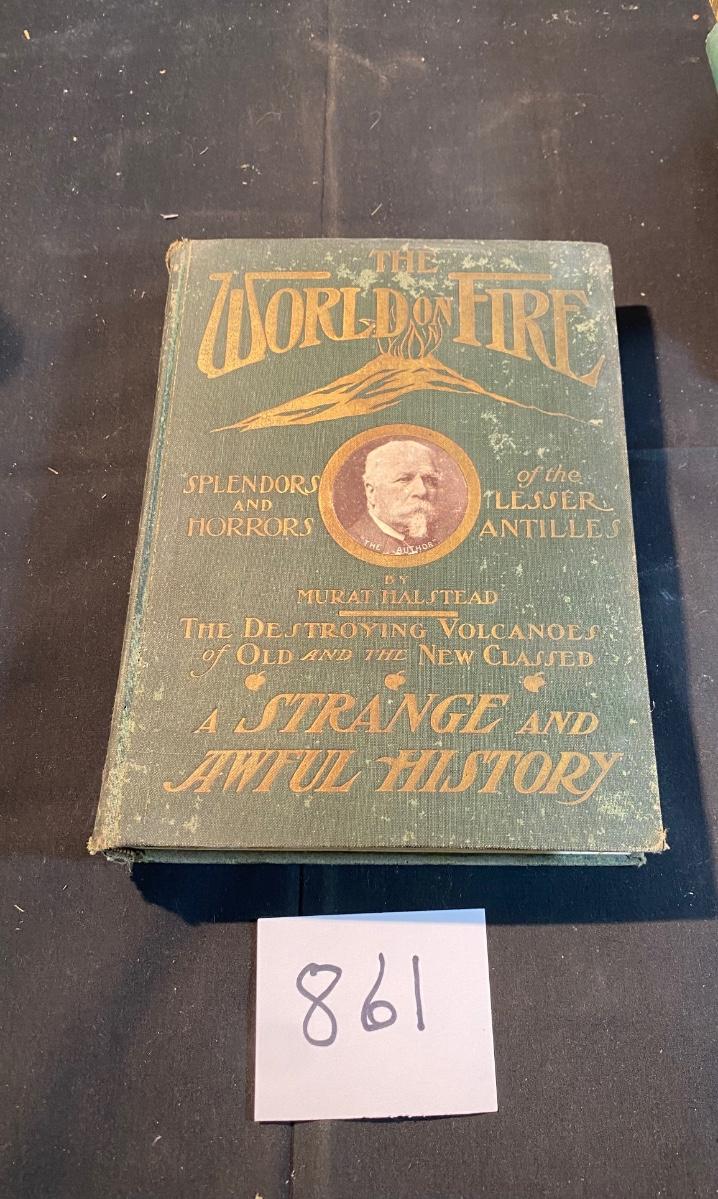 THE
WORLD ON FIRE
SPLENDORS
AND
HORRORS
of the
LESSER
ANTILLES
"THE AUTHOR"
BY
MURAT HALSTEAD
THE DESTROYING VOLCANOES
of OLD AND THE NEW CLASSED
A STRANGE AND
AWFUL HISTORY
861